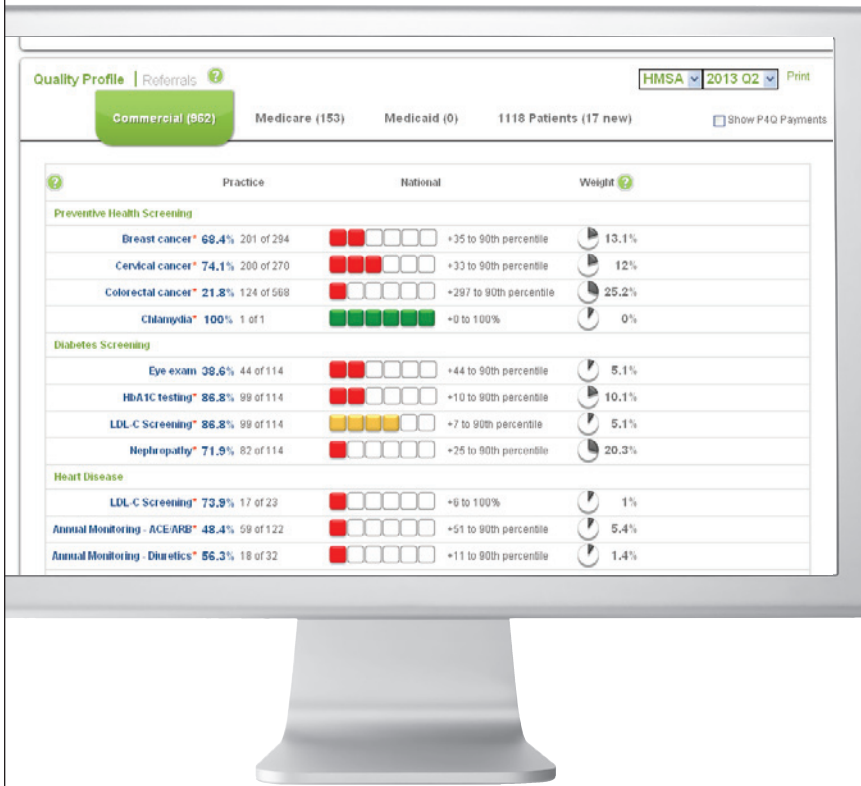 Quality Profile | Referrals ?
HMSA 2013 Q2 Print
Commercial (962) Medicare (153) Medicaid (0) 1118 Patients (17 new) Show P4Q Payments
? Practice National Weight ?
Preventive Health Screening
Breast cancer* 68.4% 201 of 294 +35 to 90th percentile 13.1%
Cervical cancer* 74.1% 200 of 270 +33 to 90th percentile 12%
Colorectal cancer* 21.8% 124 of 568 +297 to 90th percentile 25.2%
Chlamydia* 100% 1 of 1 +0 to 100% 0%
Diabetes Screening
Eye exam 38.6% 44 of 114 +44 to 90th percentile 5.1%
HbA1C testing* 86.8% 99 of 114 +10 to 90th percentile 10.1%
LDL-C Screening* 86.8% 99 of 114 +7 to 90th percentile 5.1%
Nephropathy* 71.9% 82 of 114 +25 to 90th percentile 20.3%
Heart Disease
LDL-C Screening* 73.9% 17 of 23 +6 to 100% 1%
Annual Monitoring - ACE/ARB* 48.4% 59 of 122 +51 to 90th percentile 5.4%
Annual Monitoring - Diuretics* 56.3% 18 of 32 +11 to 90th percentile 1.4%